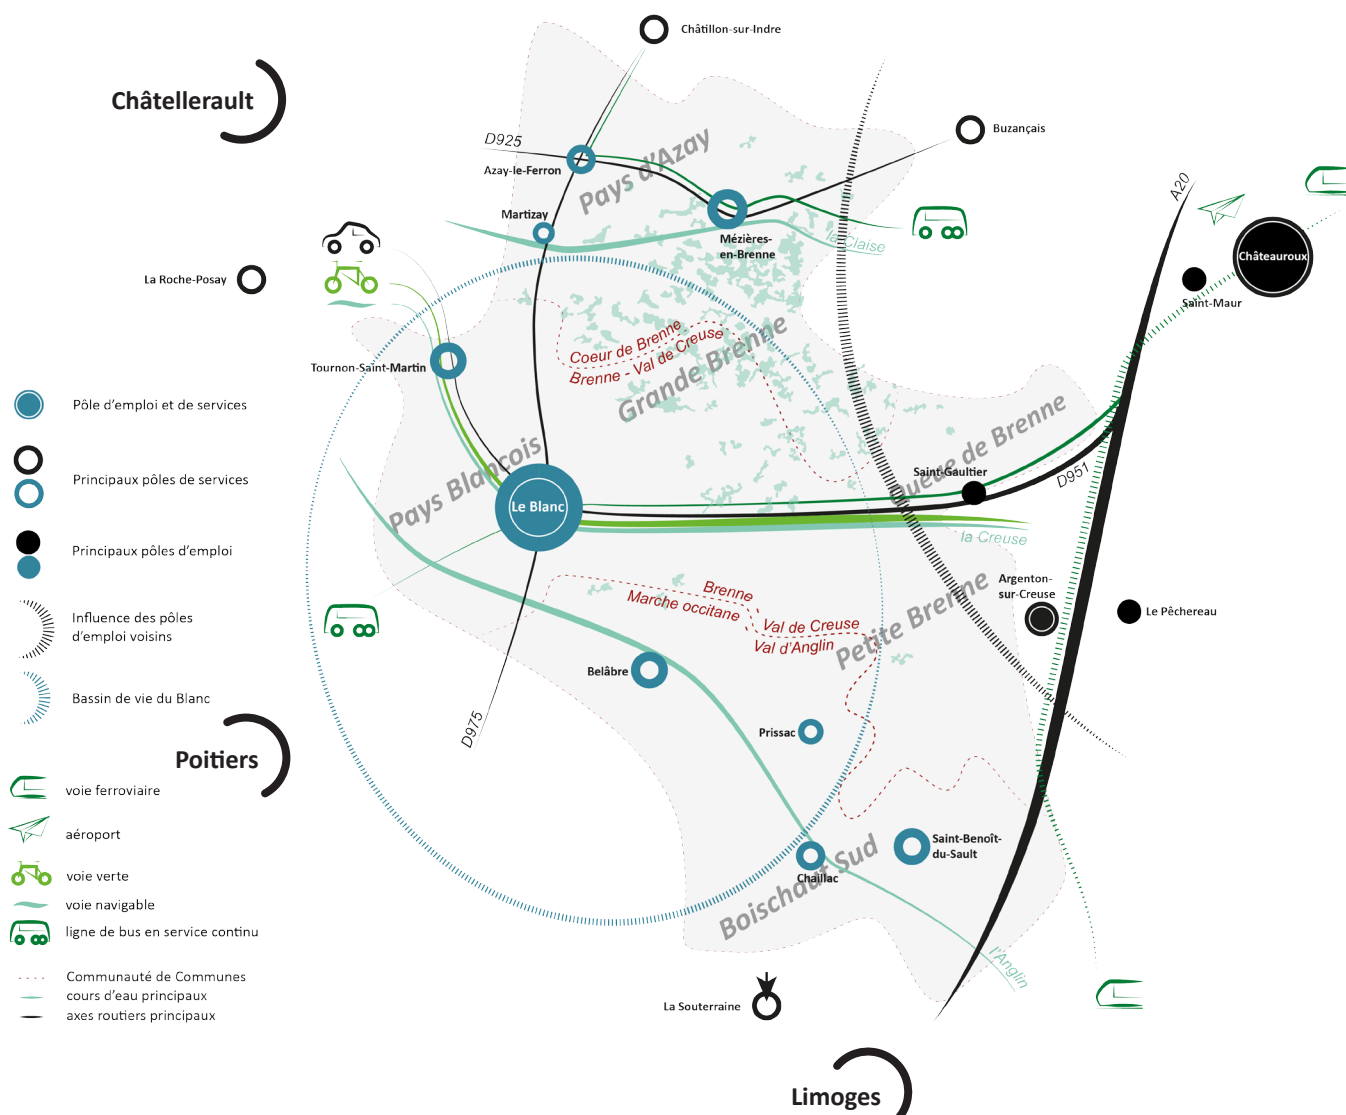 Châtillon-sur-Indre
Châtellerault
D925
Buzançais
Azay-le-Ferron
Pays d'Azay
A20
Martizay
Mézières-
en-Brenne
la Claise
Châteauroux
La Roche-Posay
Saint-Maur
Coeur de Brenne
Brenne - Val de Creuse
Grande Brenne
Tournon-Saint-Martin
Pôle d'emploi et de services
Queue de Brenne
Pays Blancois
Saint-Gaultier
D951
Principaux pôles de services
Le Blanc
la Creuse
Principaux pôles d'emploi
Argenton-
sur-Creuse
Brenne
Marche occitane
Val de Creuse
Val d'Anglin
Petite Brenne
Le Pêchereau
Influence des pôles
d'emploi voisins
Belâbre
Bassin de vie du Blanc
D975
Prissac
Poitiers
voie ferroviaire
aéroport
Saint-Benoît-
du-Sault
Chaillac
Boischaut Sud
voie verte
voie navigable
ligne de bus en service continu
l'Anglin
Communauté de Communes
cours d'eau principaux
axes routiers principaux
La Souterraine
Limoges